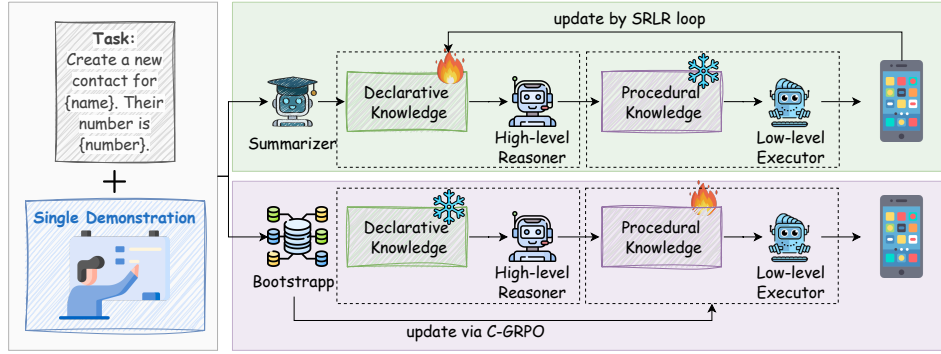 Task:
Create a new
contact for
{name}. Their
number is
{number}.
+
Single Demonstration
update by SRLR loop
Summarizer
Declarative
Knowledge
High-level
Reasoner
Procedural
Knowledge
Low-level
Executor
Bootstrapp
Declarative
Knowledge
High-level
Reasoner
Procedural
Knowledge
Low-level
Executor
update via C-GRPO